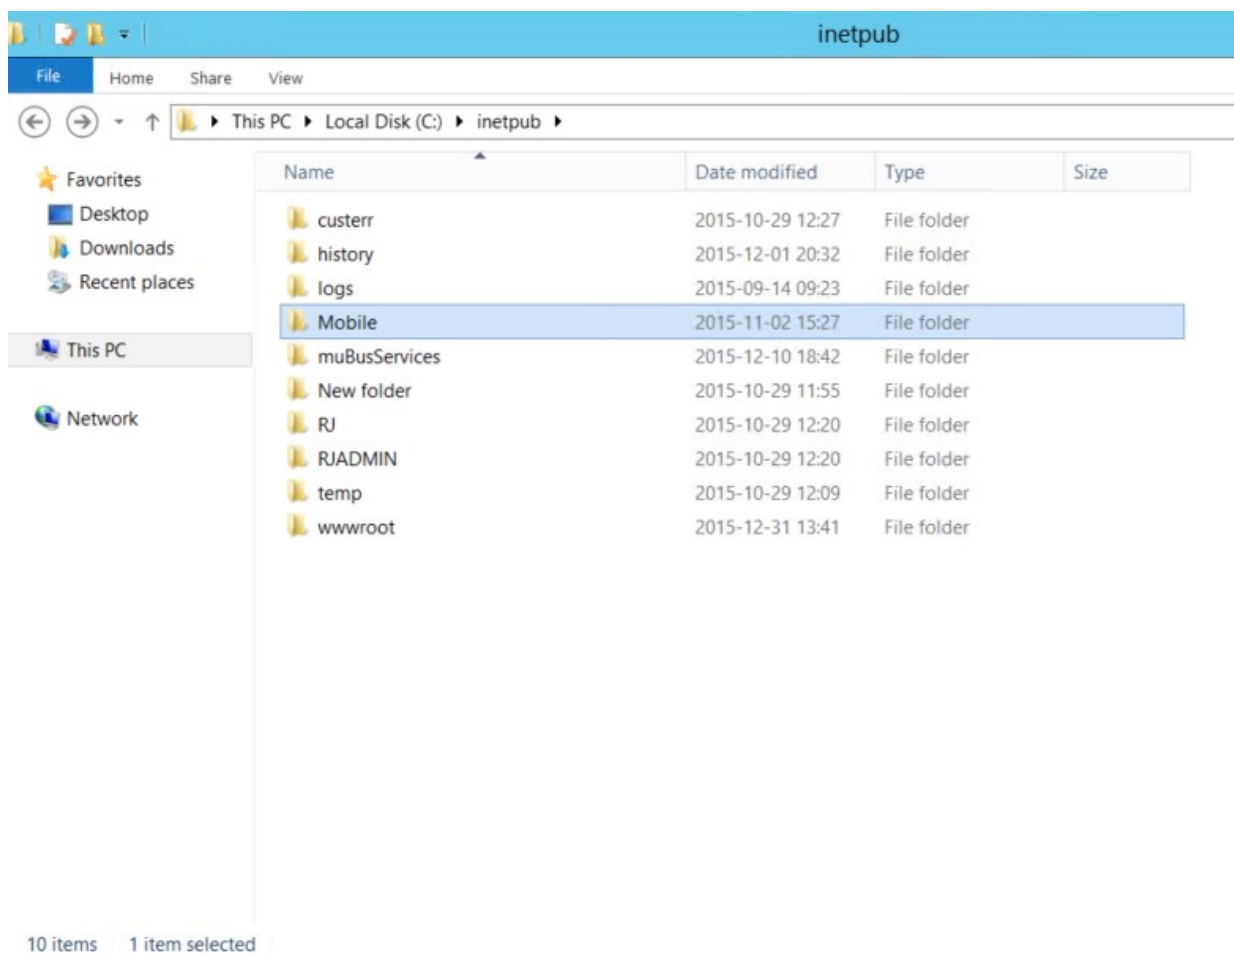 inetpub
File Home Share View
This PC Local Disk (C:) inetpub
Name Date modified Type Size
Favorites
Desktop
Downloads
Recent places
This PC
Network
custerr 2015-10-29 12:27 File folder
history 2015-12-01 20:32 File folder
logs 2015-09-14 09:23 File folder
Mobile 2015-11-02 15:27 File folder
muBusServices 2015-12-10 18:42 File folder
New folder 2015-10-29 11:55 File folder
RJ 2015-10-29 12:20 File folder
RJADMIN 2015-10-29 12:20 File folder
temp 2015-10-29 12:09 File folder
wwwroot 2015-12-31 13:41 File folder
10 items 1 item selected